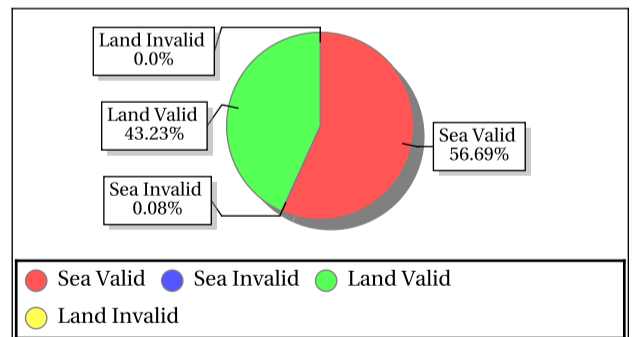 Land Invalid
0.0%
Land Valid
43.23%
Sea Valid
56.69%
Sea Invalid
0.08%
Sea Valid Sea Invalid Land Valid
Land Invalid